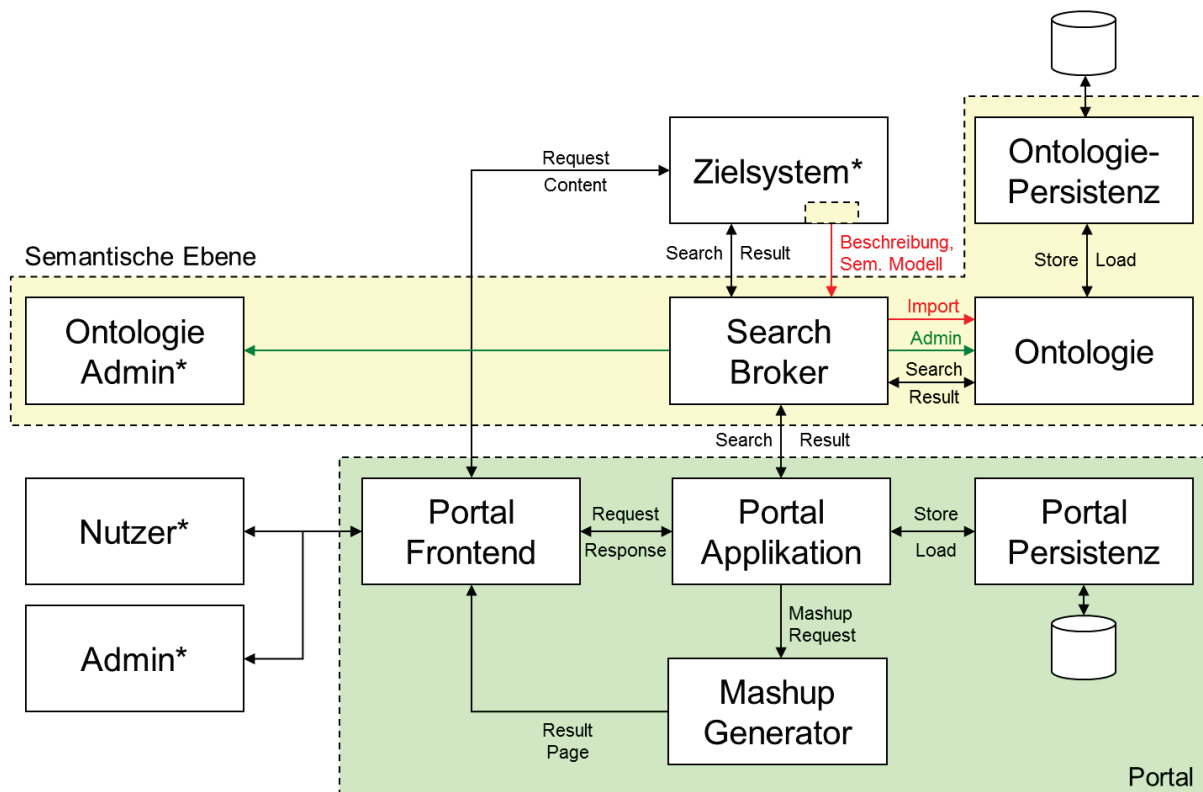 Ontologie-
Persistenz
Zielsystem*
Request
Content
Semantische Ebene
Search
Result
Beschreibung,
Sem. Modell
Store
Load
Ontologie
Admin*
Search
Broker
Import
Admin
Search
Result
Ontologie
Search
Result
Nutzer*
Portal
Frontend
Request
Response
Portal
Applikation
Store
Load
Portal
Persistenz
Admin*
Mashup
Request
Mashup
Generator
Result
Page
Portal